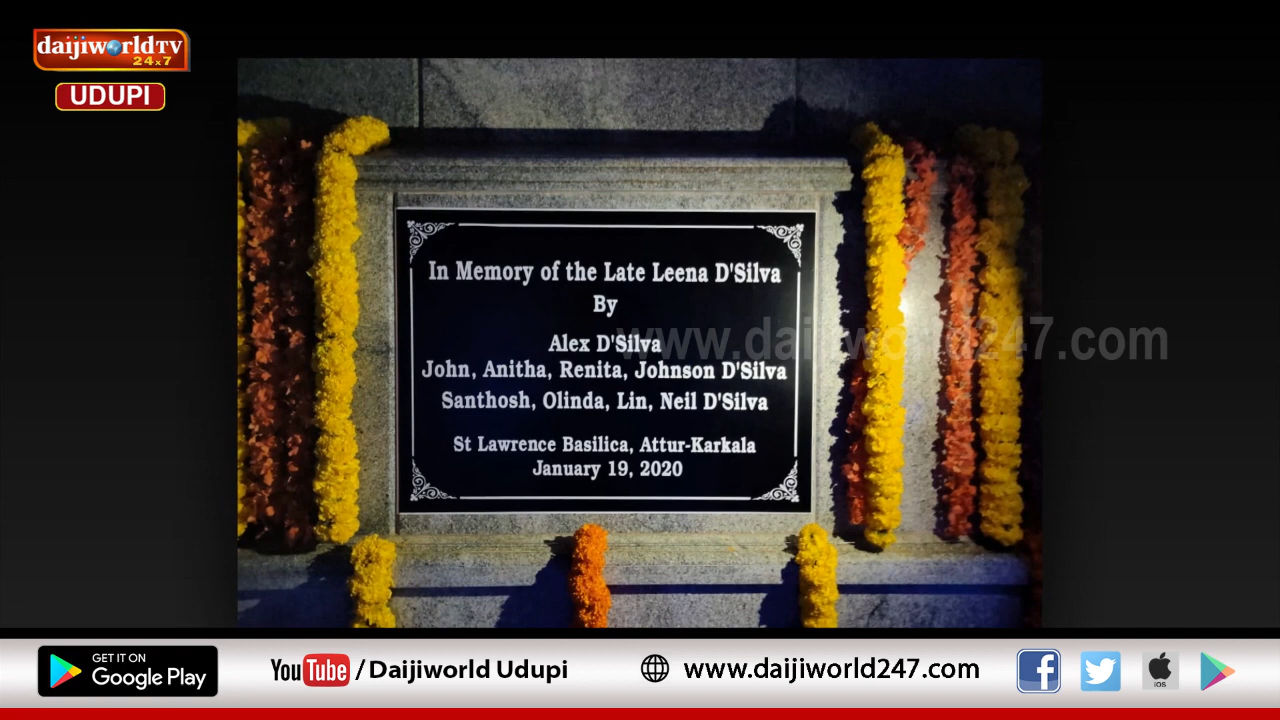 daijiworldTV
24x7
UDUPI
In Memory of the Late Leena D'Silva
By
Alex D'Silva
John, Anitha, Renita, Johnson D'Silva
Santhosh, Olinda, Lin, Neil D'Silva
St Lawrence Basilica, Attur-Karkala
January 19, 2020
www.daijiworld247.com
GET IT ON
Google Play
YouTube /Daijiworld Udupi
www.daijiworld247.com
iOS